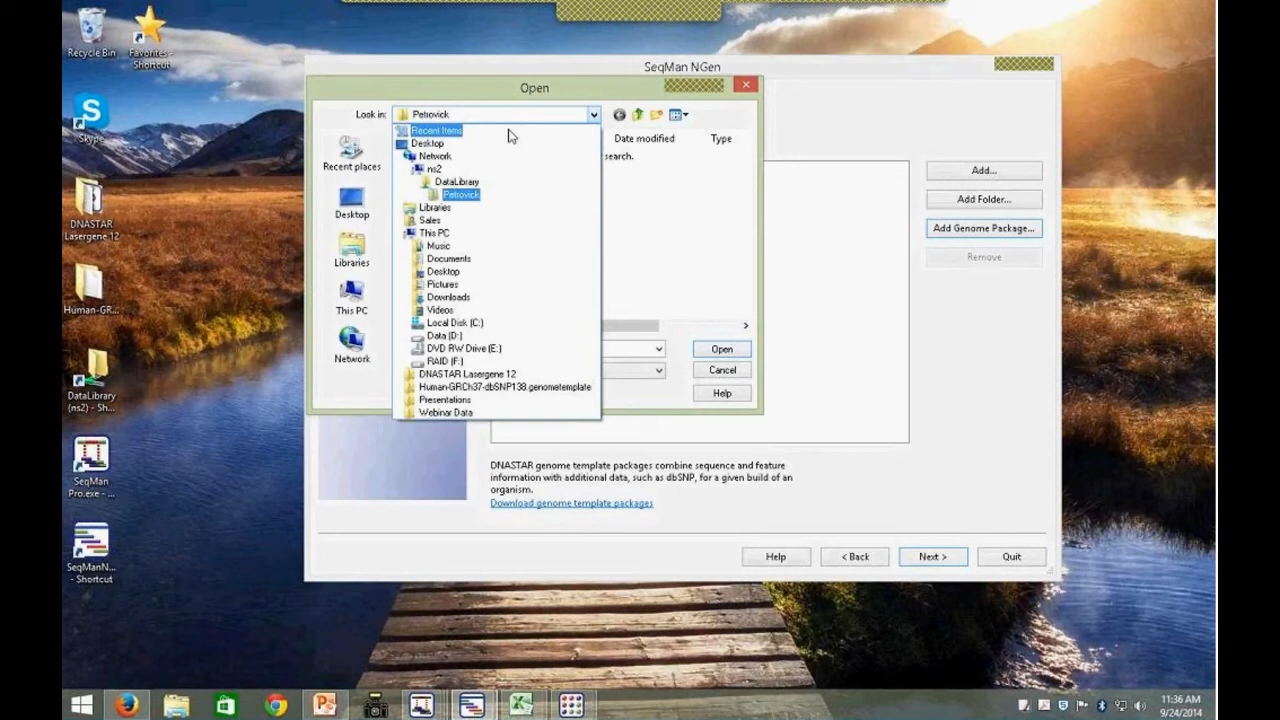 Recycle Bin
Favorites -
Shortcut
Skype
DNASTAR
Lasergene 12
Human-GR...
DataLibrary
(ns2) - Sh...
SeqMan
Pro.exe - ...
SeqManN...
- Shortcut
SeqMan NGen
Open
Look in:
Petrovick
Recent Items
Desktop
Network
ns2
DataLibrary
Petrovick
Libraries
Sales
This PC
Music
Documents
Desktop
Pictures
Downloads
Videos
Local Disk (C:)
Data (D:)
DVD RW Drive (E:)
RAID (F:)
DNASTAR Lasergene 12
Human-GRCh37-dbSNP138.genometemplate
Presentations
Webinar Data
Recent places
Desktop
Libraries
This PC
Network
Date modified
Type
search.
Open
Cancel
Help
Add...
Add Folder...
Add Genome Package...
Remove
DNASTAR genome template packages combine sequence and feature
information with additional data, such as dbSNP, for a given build of an
organism.
Download genome template packages
Help
< Back
Next >
Quit
11:36 AM
9/24/2014